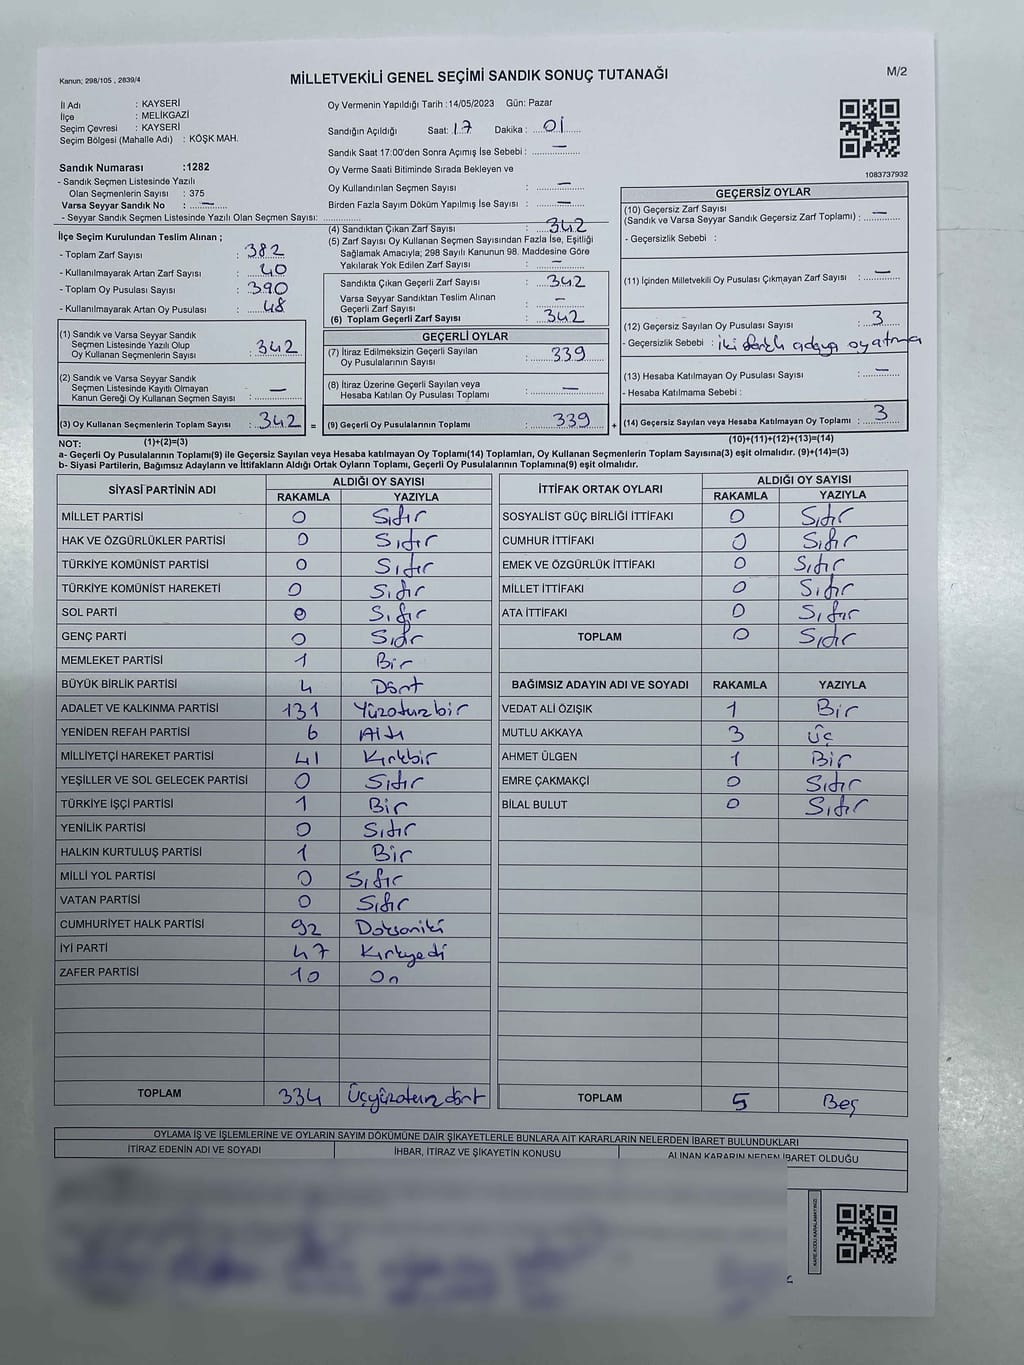 Kanun; 298/105 , 2839/4
MİLLETVEKİLİ GENEL SEÇİMİ SANDIK SONUÇ TUTANAĞI
M/2
İl Adı : KAYSERİ
İlçe : MELİKGAZİ
Seçim Çevresi : KAYSERİ
Seçim Bölgesi (Mahalle Adı) : KÖŞK MAH.
Sandık Numarası :1282
- Sandık Seçmen Listesinde Yazılı
Olan Seçmenlerin Sayısı : 375
Varsa Seyyar Sandık No : —
- Seyyar Sandık Seçmen Listesinde Yazılı Olan Seçmen Sayısı:
Oy Vermenin Yapıldığı Tarih :14/05/2023 Gün: Pazar
Sandığın Açıldığı Saat: 17 Dakika : 01
Sandık Saat 17:00'den Sonra Açımış İse Sebebi : —
Oy Verme Saati Bitiminde Sırada Bekleyen ve
Oy Kullandırılan Seçmen Sayısı : —
Birden Fazla Sayım Döküm Yapılmış İse Sayısı : —
1083737932
İlçe Seçim Kurulundan Teslim Alınan ;
- Toplam Zarf Sayısı : 382
- Kullanılmayarak Artan Zarf Sayısı : 40
- Toplam Oy Pusulası Sayısı : 390
- Kullanılmayarak Artan Oy Pusulası : 48
(4) Sandıktan Çıkan Zarf Sayısı : 342
(5) Zarf Sayısı Oy Kullanan Seçmen Sayısından Fazla İse, Eşitliği
Sağlamak Amacıyla; 298 Sayılı Kanunun 98. Maddesine Göre
Yakılarak Yok Edilen Zarf Sayısı : —
Sandıkta Çıkan Geçerli Zarf Sayısı : 342
Varsa Seyyar Sandıktan Teslim Alınan
Geçerli Zarf Sayısı : —
(6) Toplam Geçerli Zarf Sayısı : 342
GEÇERSİZ OYLAR
(10) Geçersiz Zarf Sayısı
(Sandık ve Varsa Seyyar Sandık Geçersiz Zarf Toplamı) : —
- Geçersizlik Sebebi :
(11) İçinden Milletvekili Oy Pusulası Çıkmayan Zarf Sayısı : —
(12) Geçersiz Sayılan Oy Pusulası Sayısı : 3
- Geçersizlik Sebebi : iki farklı adaya oy atma
(13) Hesaba Katılmayan Oy Pusulası Sayısı : —
- Hesaba Katılmama Sebebi :
(14) Geçersiz Sayılan veya Hesaba Katılmayan Oy Toplamı : 3
(1) Sandık ve Varsa Seyyar Sandık
Seçmen Listesinde Yazılı Olup
Oy Kullanan Seçmenlerin Sayısı : 342
(2) Sandık ve Varsa Seyyar Sandık
Seçmen Listesinde Kayıtlı Olmayan
Kanun Gereği Oy Kullanan Seçmen Sayısı : —
(3) Oy Kullanan Seçmenlerin Toplam Sayısı : 342 =
GEÇERLİ OYLAR
(7) İtiraz Edilmeksizin Geçerli Sayılan
Oy Pusulalarının Sayısı : 339
(8) İtiraz Üzerine Geçerli Sayılan veya
Hesaba Katılan Oy Pusulası Toplamı : —
(9) Geçerli Oy Pusulalarının Toplamı : 339 +
NOT: (1)+(2)=(3) (10)+(11)+(12)+(13)=(14)
a- Geçerli Oy Pusulalarının Toplamı(9) ile Geçersiz Sayılan veya Hesaba katılmayan Oy Toplamı(14) Toplamları, Oy Kullanan Seçmenlerin Toplam Sayısına(3) eşit olmalıdır. (9)+(14)=(3)
b- Siyasi Partilerin, Bağımsız Adayların ve İttifakların Aldığı Ortak Oyların Toplamı, Geçerli Oy Pusulalarının Toplamına(9) eşit olmalıdır.
SİYASİ PARTİNİN ADI ALDIĞI OY SAYISI
RAKAMLA YAZIYLA
MİLLET PARTİSİ 0 Sıfır
HAK VE ÖZGÜRLÜKLER PARTİSİ 0 Sıfır
TÜRKİYE KOMÜNİST PARTİSİ 0 Sıfır
TÜRKİYE KOMÜNİST HAREKETİ 0 Sıfır
SOL PARTİ 0 Sıfır
GENÇ PARTİ 0 Sıfır
MEMLEKET PARTİSİ 1 Bir
BÜYÜK BİRLİK PARTİSİ 4 Dört
ADALET VE KALKINMA PARTİSİ 131 Yüzotuzbir
YENİDEN REFAH PARTİSİ 6 Altı
MİLLİYETÇİ HAREKET PARTİSİ 41 Kırkbir
YEŞİLLER VE SOL GELECEK PARTİSİ 0 Sıfır
TÜRKİYE İŞÇİ PARTİSİ 1 Bir
YENİLİK PARTİSİ 0 Sıfır
HALKIN KURTULUŞ PARTİSİ 1 Bir
MİLLİ YOL PARTİSİ 0 Sıfır
VATAN PARTİSİ 0 Sıfır
CUMHURİYET HALK PARTİSİ 92 Doksaniki
İYİ PARTİ 47 Kırkyedi
ZAFER PARTİSİ 10 On
TOPLAM 334 Üçyüzotuzdört
İTTİFAK ORTAK OYLARI ALDIĞI OY SAYISI
RAKAMLA YAZIYLA
SOSYALİST GÜÇ BİRLİĞİ İTTİFAKI 0 Sıfır
CUMHUR İTTİFAKI 0 Sıfır
EMEK VE ÖZGÜRLÜK İTTİFAKI 0 Sıfır
MİLLET İTTİFAKI 0 Sıfır
ATA İTTİFAKI 0 Sıfır
TOPLAM 0 Sıfır
BAĞIMSIZ ADAYIN ADI VE SOYADI RAKAMLA YAZIYLA
VEDAT ALİ ÖZIŞIK 1 Bir
MUTLU AKKAYA 3 Üç
AHMET ÜLGEN 1 Bir
EMRE ÇAKMAKÇİ 0 Sıfır
BİLAL BULUT 0 Sıfır
TOPLAM 5 Beş
OYLAMA İŞ VE İŞLEMLERİNE VE OYLARIN SAYIM DÖKÜMÜNE DAİR ŞİKAYETLERLE BUNLARA AİT KARARLARIN NELERDEN İBARET BULUNDUKLARI
İTİRAZ EDENİN ADI VE SOYADI İHBAR, İTİRAZ VE ŞİKAYETİN KONUSU ALINAN KARARIN NEDEN İBARET OLDUĞU
KARE KODU KARALAMAYINIZ!